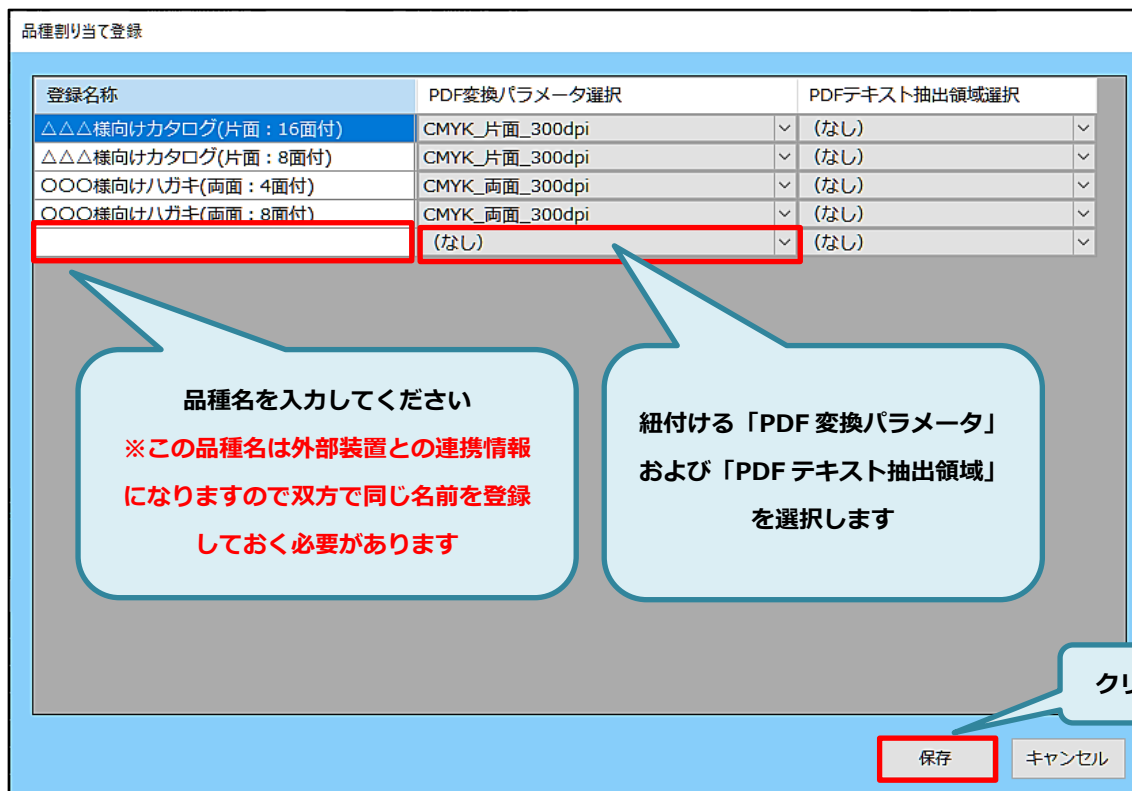 品種割り当て登録
登録名称 PDF変換パラメータ選択 PDFテキスト抽出領域選択
△△△様向けカタログ(片面：16面付) CMYK_片面_300dpi (なし)
△△△様向けカタログ(片面：8面付) CMYK_片面_300dpi (なし)
〇〇〇様向けハガキ(両面：4面付) CMYK_両面_300dpi (なし)
〇〇〇様向けハガキ(両面：8面付) CMYK_両面_300dpi (なし)
(なし) (なし)
品種名を入力してください
※この品種名は外部装置との連携情報
になりますので双方で同じ名前を登録
しておく必要があります
紐付ける「PDF 変換パラメータ」
および「PDF テキスト抽出領域」
を選択します
クリ
保存 キャンセル